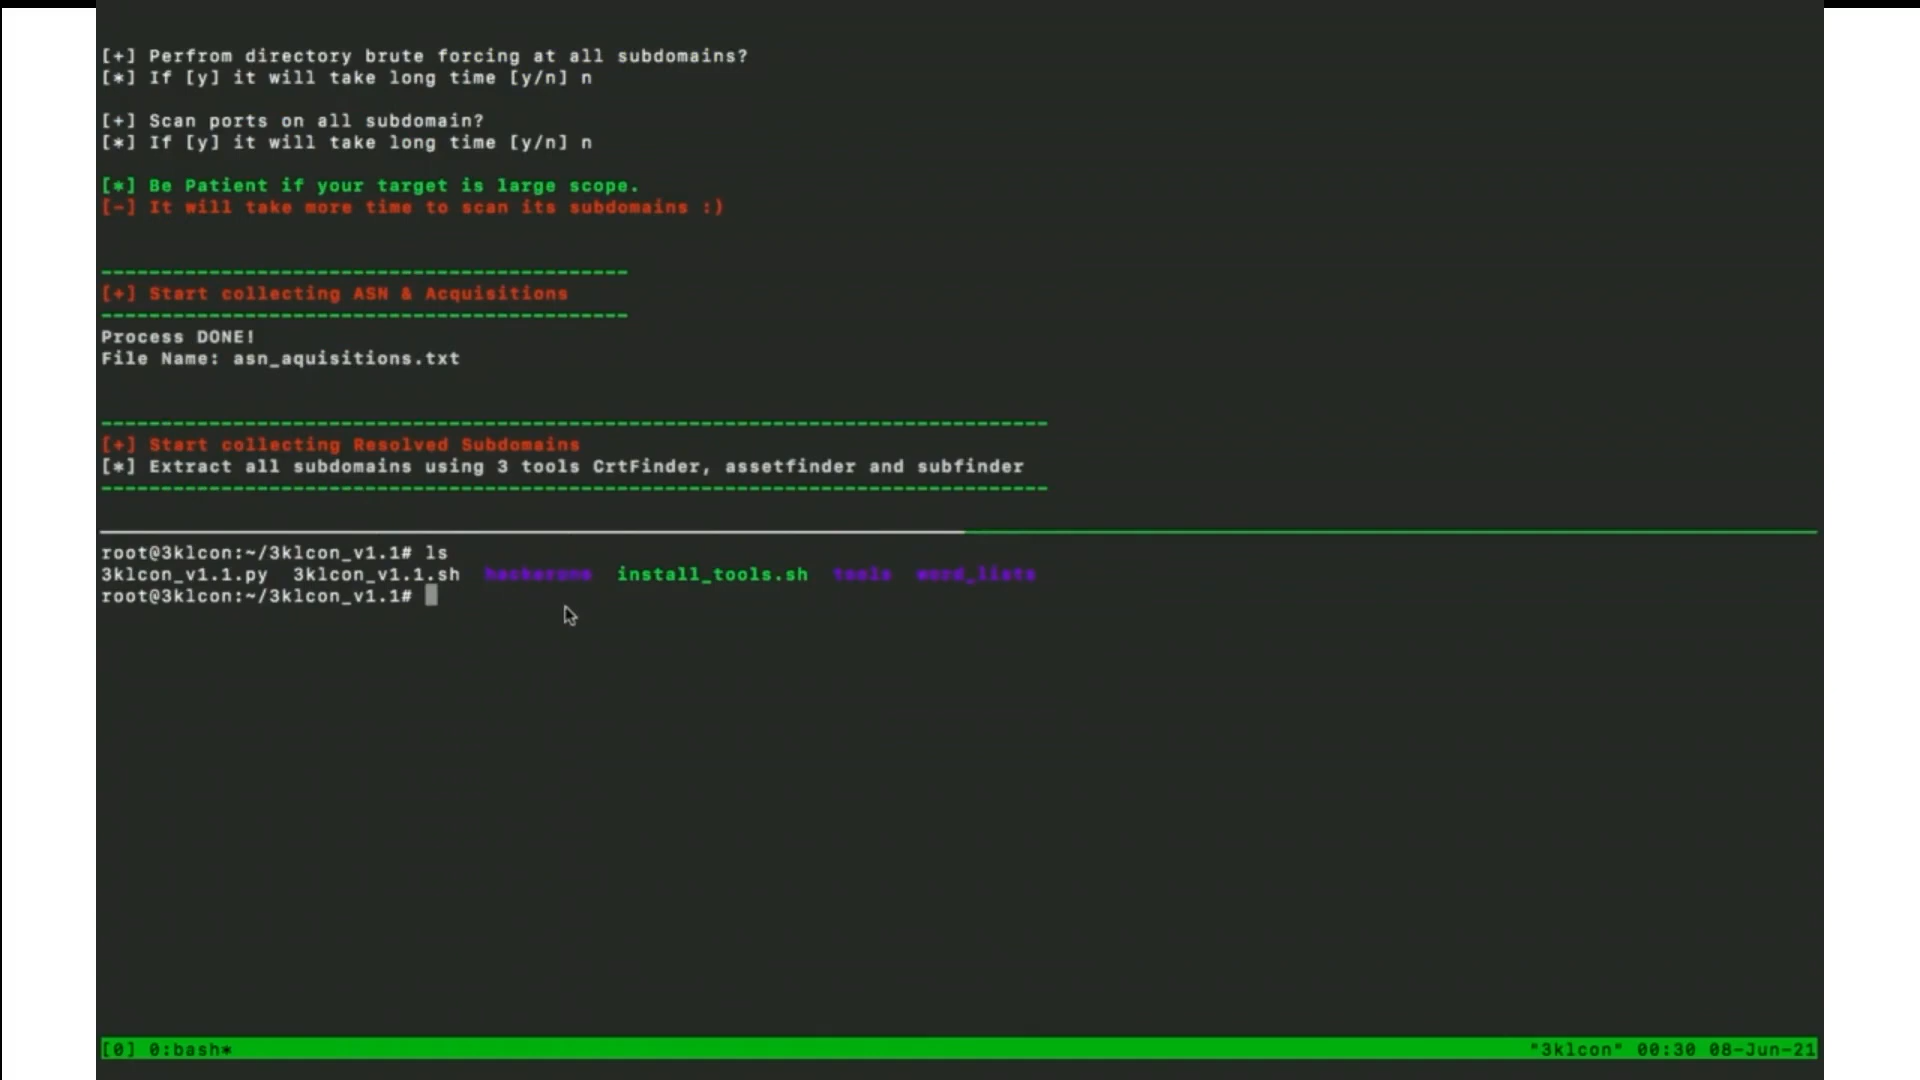 [+] Perfrom directory brute forcing at all subdomains?
[*] If [y] it will take long time [y/n] n
[+] Scan ports on all subdomain?
[*] If [y] it will take long time [y/n] n
[*] Be Patient if your target is large scope.
[-] It will take more time to scan its subdomains :)
-------------------------------------------- 
[+] Start collecting ASN & Acquisitions
--------------------------------------------
Process DONE!
File Name: asn_aquisitions.txt
-------------------------------------------------------------------------------
[+] Start collecting Resolved Subdomains
[*] Extract all subdomains using 3 tools CrtFinder, assetfinder and subfinder
-------------------------------------------------------------------------------
root@3klcon:~/3klcon_v1.1# ls
3klcon_v1.1.py 3klcon_v1.1.sh hackerone install_tools.sh tools word_lists
root@3klcon:~/3klcon_v1.1#
[0] 0:bash* "3klcon" 00:30 08-Jun-21